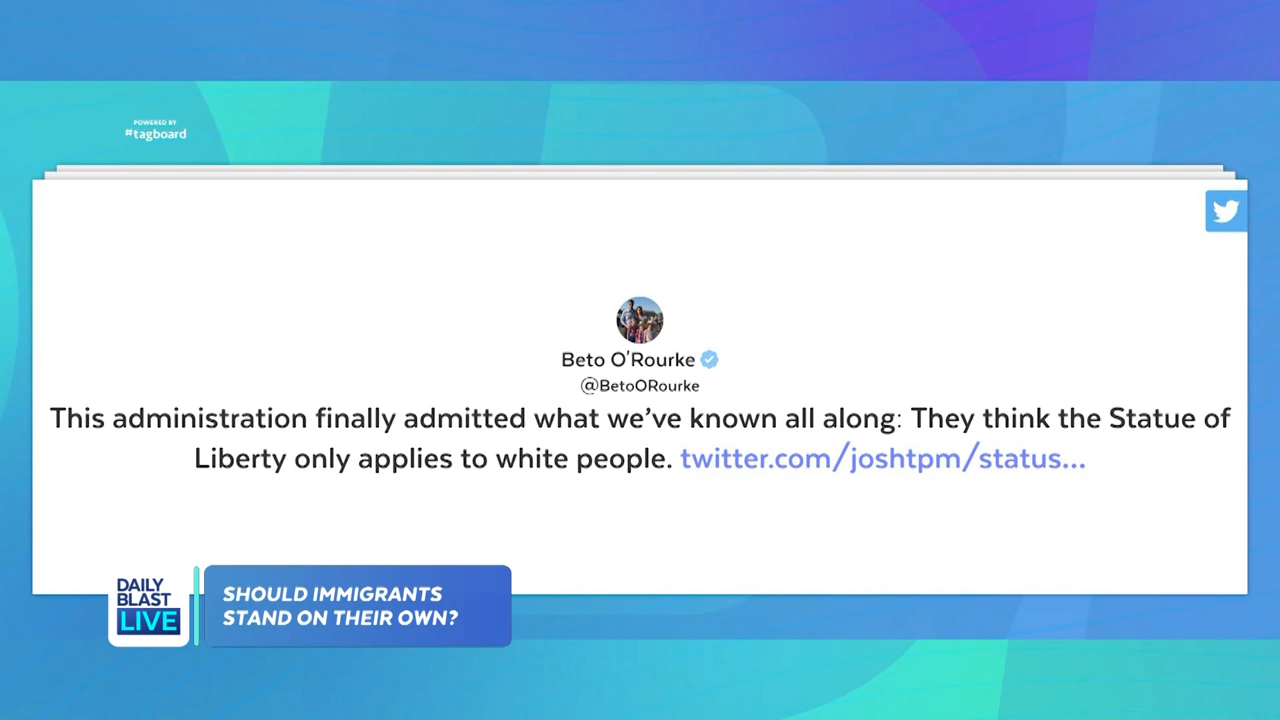 POWERED BY
#tagboard
Beto O'Rourke
@BetoORourke
This administration finally admitted what we’ve known all along: They think the Statue of
Liberty only applies to white people. twitter.com/joshtpm/status...
DAILY
BLAST
LIVE
SHOULD IMMIGRANTS
STAND ON THEIR OWN?